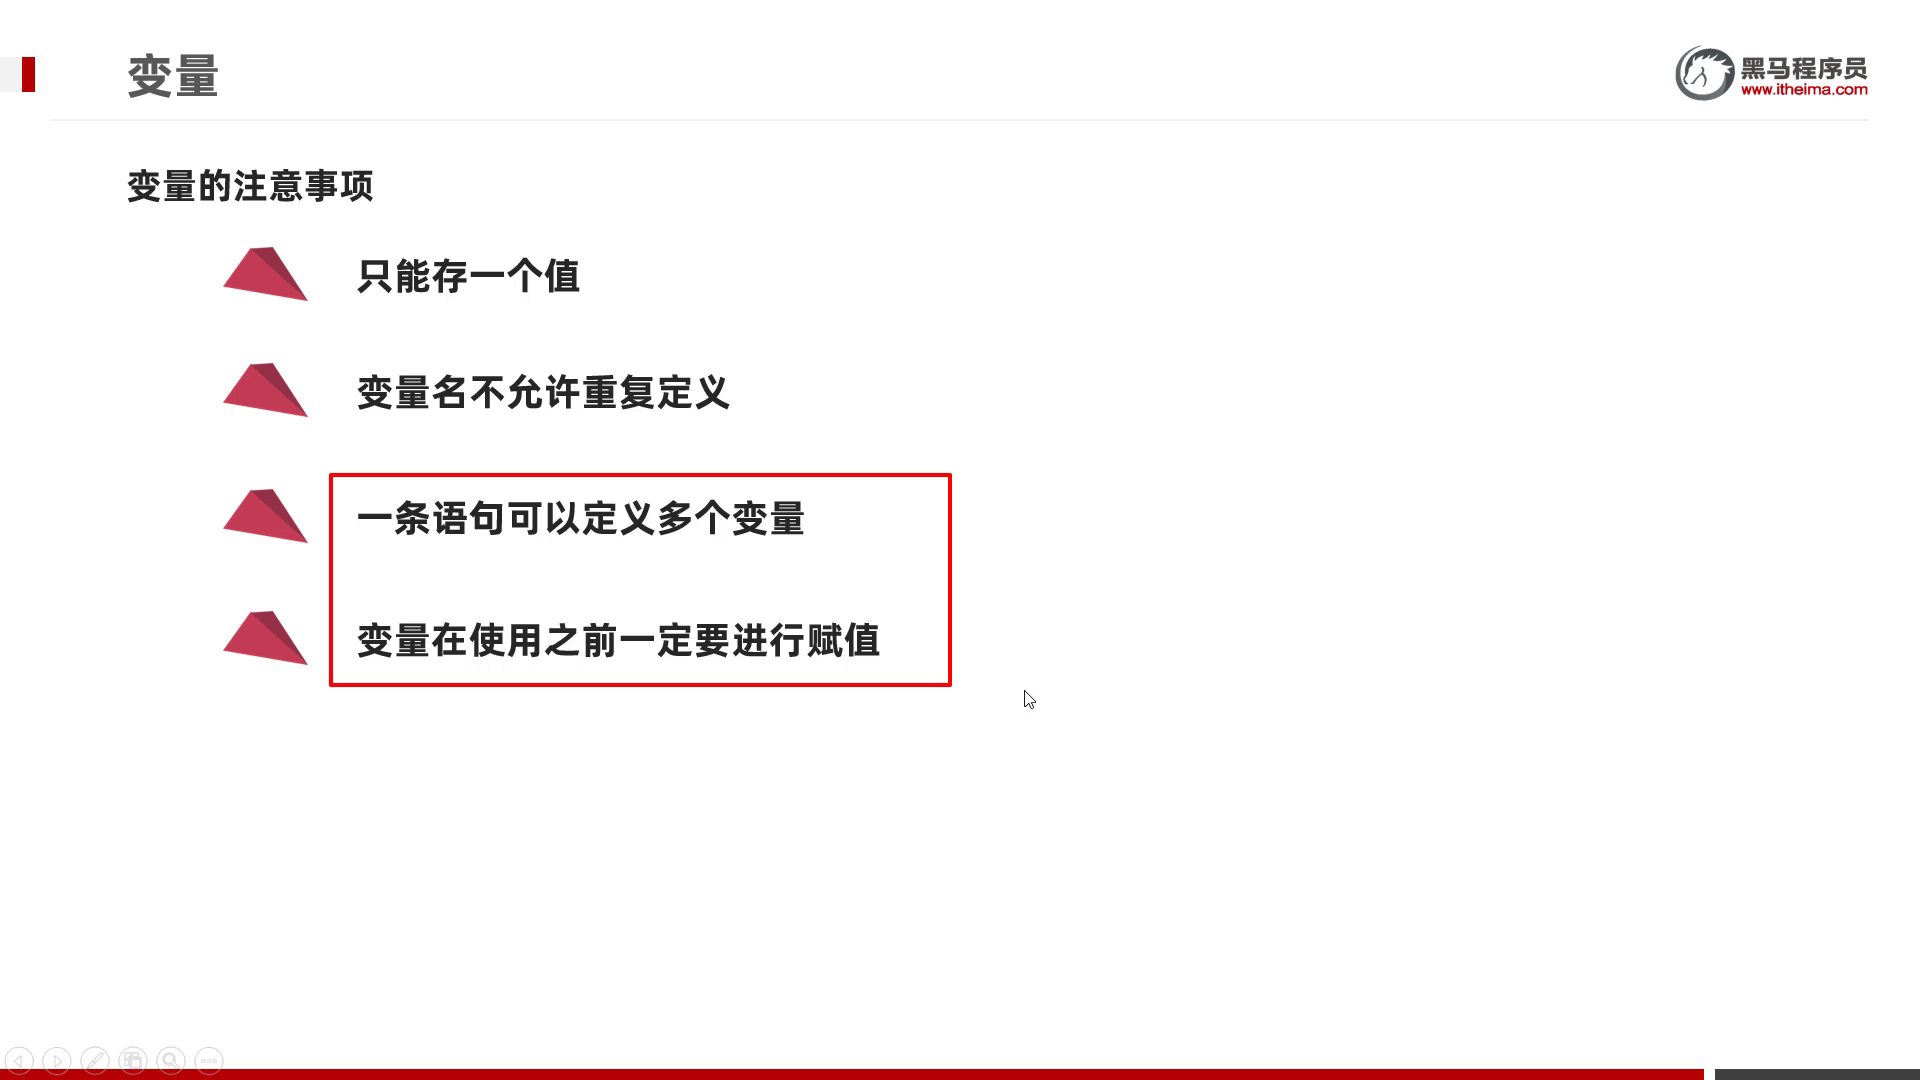 变量
黑马程序员
www.itheima.com
变量的注意事项
只能存一个值
变量名不允许重复定义
一条语句可以定义多个变量
变量在使用之前一定要进行赋值